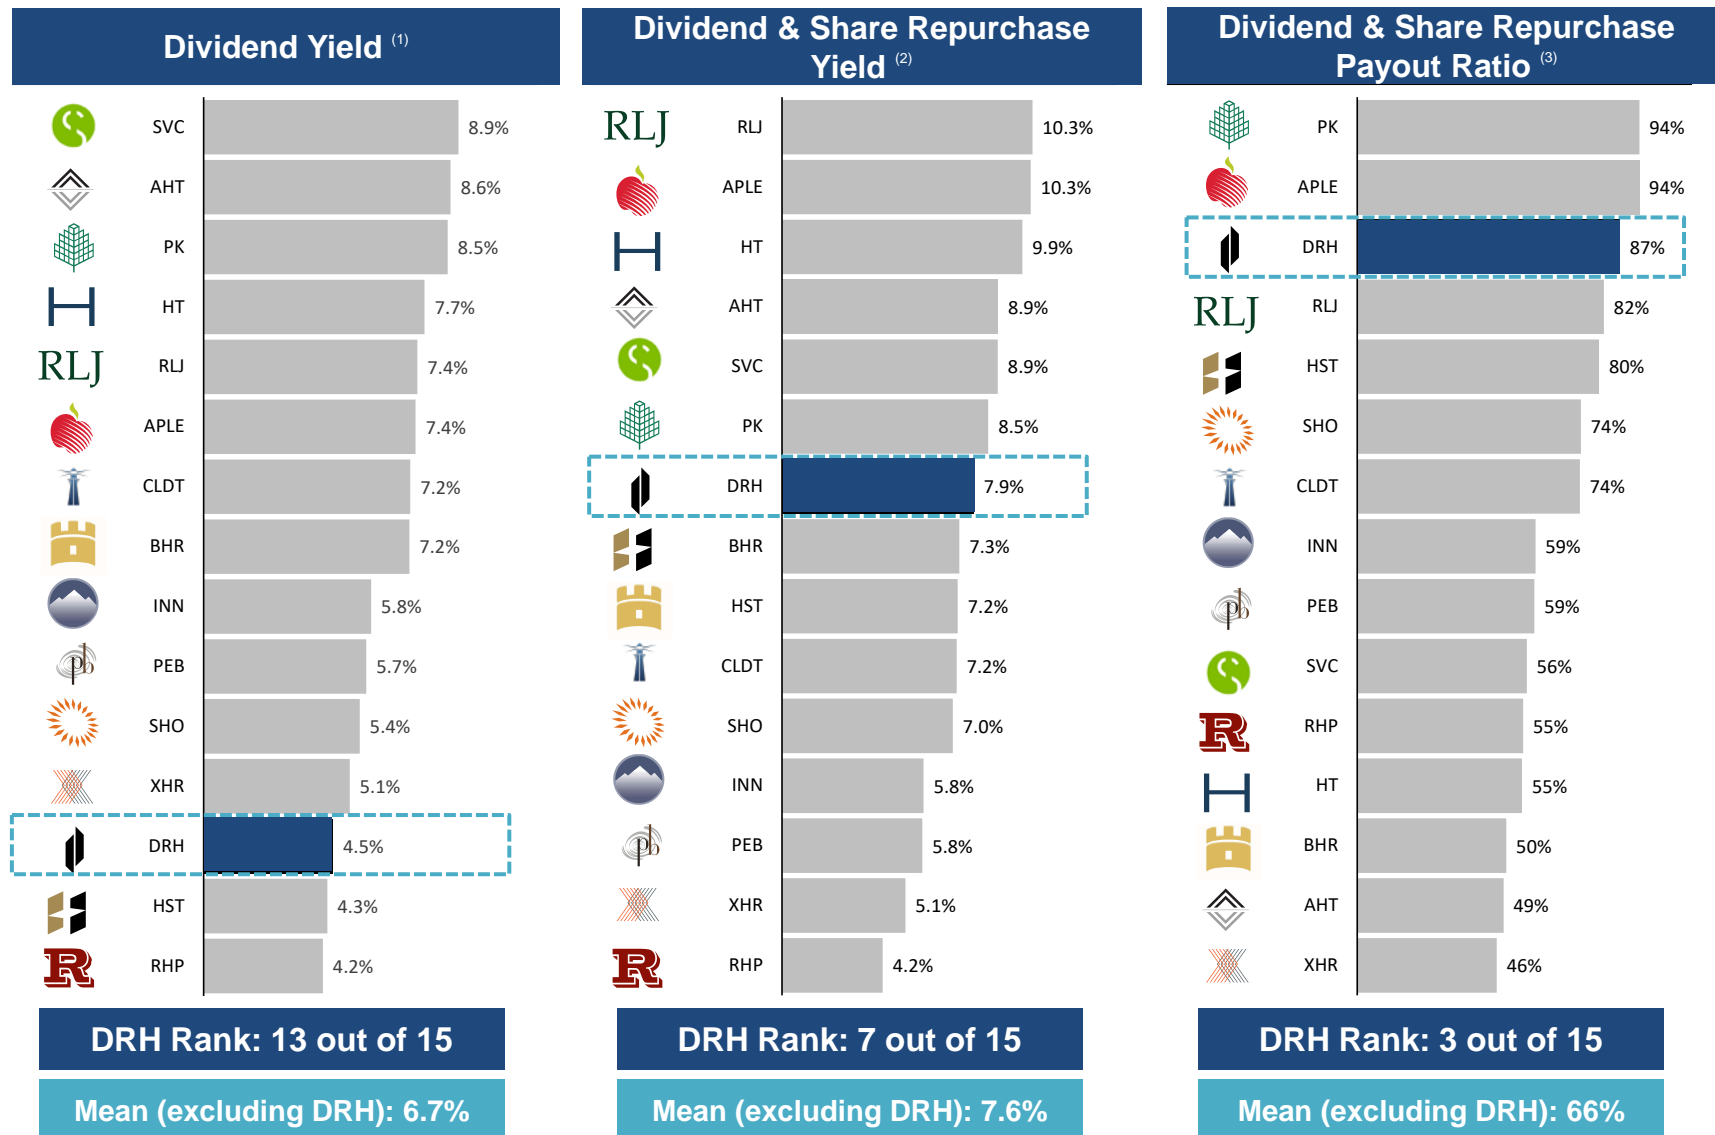 Dividend Yield (1)
SVC 8.9%
AHT 8.6%
PK 8.5%
HT 7.7%
RLJ RLJ 7.4%
APLE 7.4%
CLDT 7.2%
BHR 7.2%
INN 5.8%
pb PEB 5.7%
SHO 5.4%
XHR 5.1%
DRH 4.5%
HST 4.3%
R RHP 4.2%
DRH Rank: 13 out of 15
Mean (excluding DRH): 6.7%
Dividend & Share Repurchase
Yield (2)
RLJ RLJ 10.3%
APLE 10.3%
HT 9.9%
AHT 8.9%
SVC 8.9%
PK 8.5%
DRH 7.9%
BHR 7.3%
HST 7.2%
CLDT 7.2%
SHO 7.0%
INN 5.8%
pb PEB 5.8%
XHR 5.1%
R RHP 4.2%
DRH Rank: 7 out of 15
Mean (excluding DRH): 7.6%
Dividend & Share Repurchase
Payout Ratio (3)
PK 94%
APLE 94%
DRH 87%
RLJ RLJ 82%
HST 80%
SHO 74%
CLDT 74%
INN 59%
pb PEB 59%
SVC 56%
R RHP 55%
HT 55%
BHR 50%
AHT 49%
XHR 46%
DRH Rank: 3 out of 15
Mean (excluding DRH): 66%